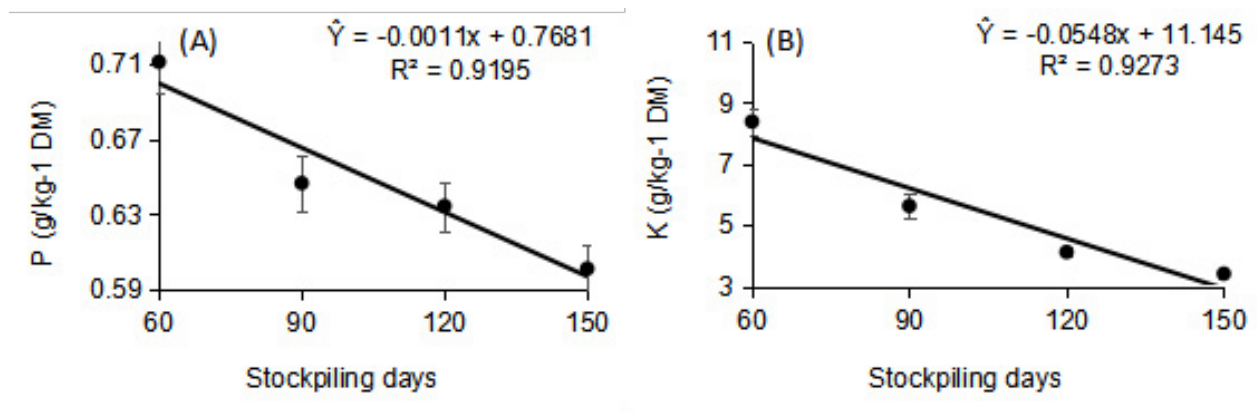 (A)
Ŷ = -0.0011x + 0.7681
R² = 0.9195
P (g/kg-1 DM)
0.71
0.67
0.63
0.59
60 90 120 150
Stockpiling days
(B)
Ŷ = -0.0548x + 11.145
R² = 0.9273
K (g/kg-1 DM)
11
9
7
5
3
60 90 120 150
Stockpiling days